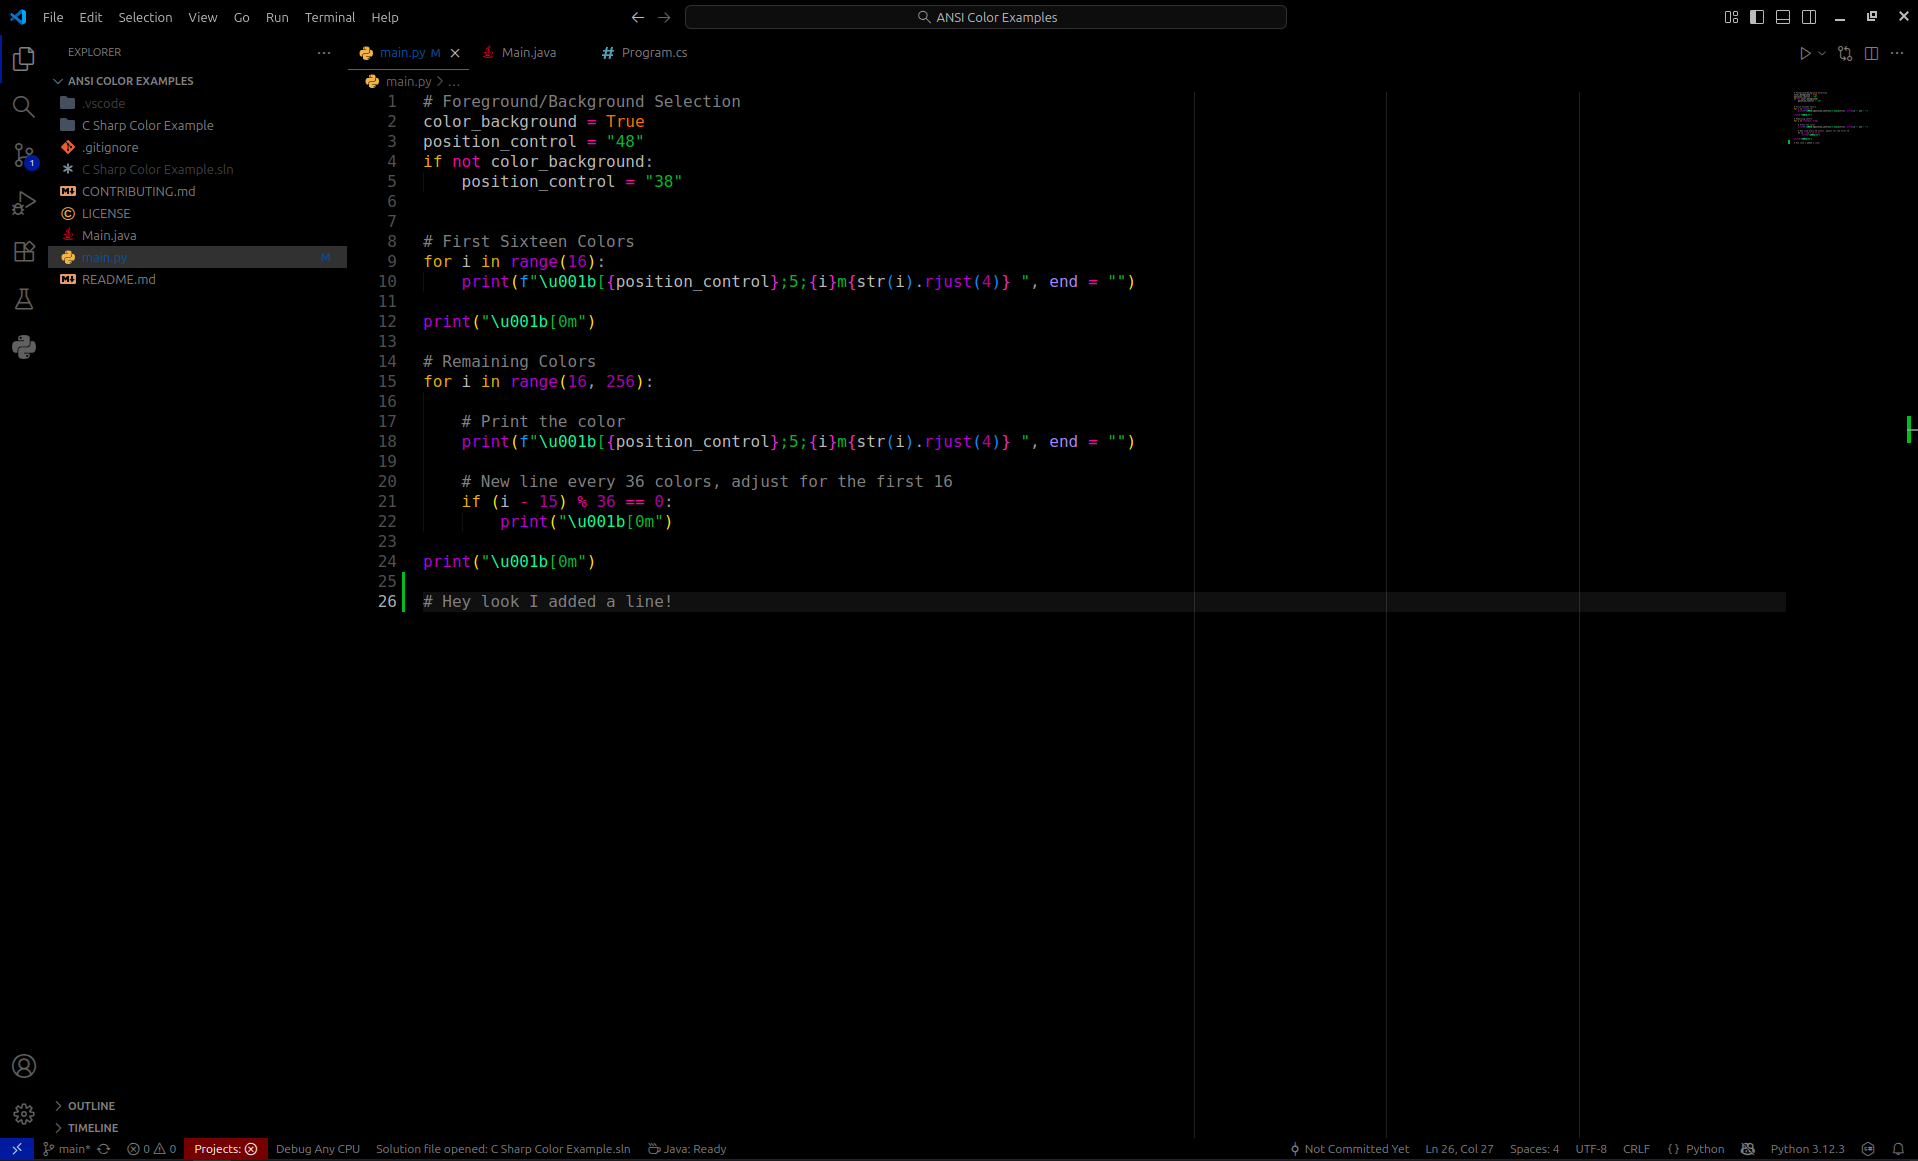 File Edit Selection View Go Run Terminal Help
ANSI Color Examples
EXPLORER
ANSI COLOR EXAMPLES
.vscode
C Sharp Color Example
.gitignore
C Sharp Color Example.sln
CONTRIBUTING.md
LICENSE
Main.java
main.py M
README.md
OUTLINE
TIMELINE
1
main.py M Main.java Program.cs
main.py > ...
1 # Foreground/Background Selection
2 color_background = True
3 position_control = "48"
4 if not color_background:
5     position_control = "38"
6
7
8 # First Sixteen Colors
9 for i in range(16):
10     print(f"\u001b[{position_control};5;{i}m{str(i).rjust(4)} ", end = "")
11
12 print("\u001b[0m")
13
14 # Remaining Colors
15 for i in range(16, 256):
16
17     # Print the color
18     print(f"\u001b[{position_control};5;{i}m{str(i).rjust(4)} ", end = "")
19
20     # New line every 36 colors, adjust for the first 16
21     if (i - 15) % 36 == 0:
22         print("\u001b[0m")
23
24 print("\u001b[0m")
25
26 # Hey look I added a line!
main* 0 0 Projects: Debug Any CPU Solution file opened: C Sharp Color Example.sln Java: Ready Not Committed Yet Ln 26, Col 27 Spaces: 4 UTF-8 CRLF { } Python Python 3.12.3